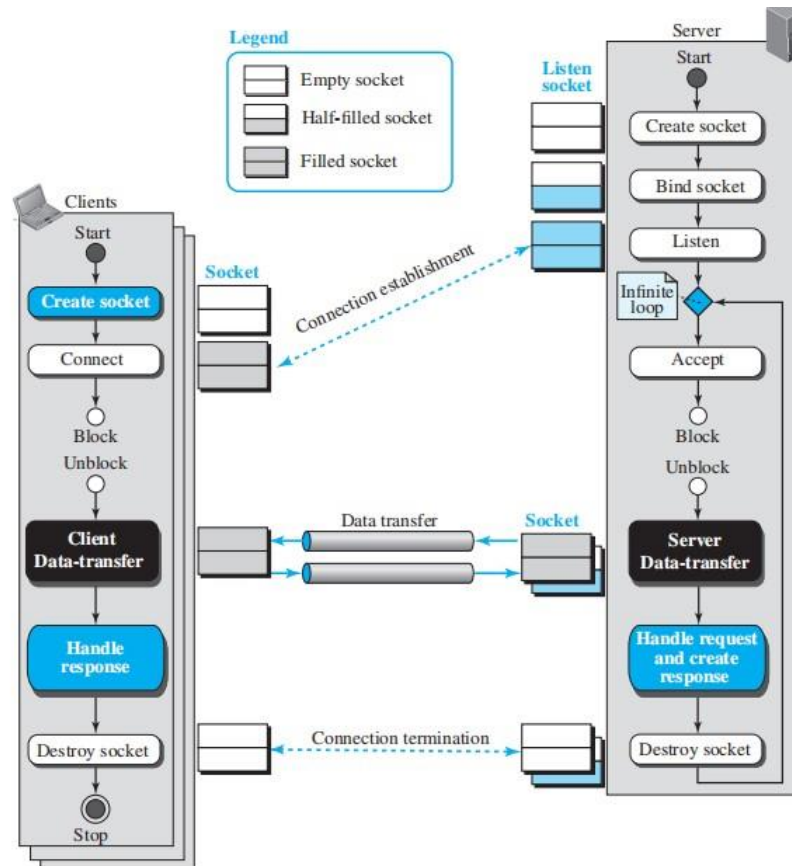 Legend
Empty socket
Half-filled socket
Filled socket
Clients
Start
Create socket
Connect
Block
Unblock
Client
Data-transfer
Handle
response
Destroy socket
Stop
Socket
Connection establishment
Data transfer
Socket
Connection termination
Listen
socket
Server
Start
Create socket
Bind socket
Listen
Infinite
loop
Accept
Block
Unblock
Server
Data-transfer
Handle request
and create
response
Destroy socket